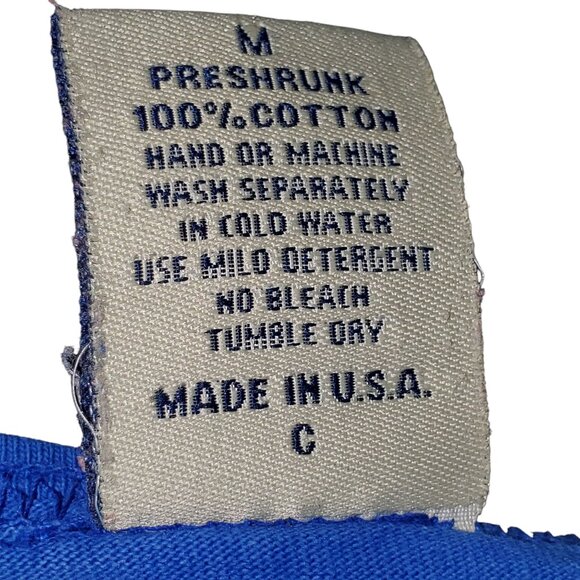 M
PRESHRUNK
100% COTTON
HAND OR MACHINE
WASH SEPARATELY
IN COLD WATER
USE MILD DETERGENT
NO BLEACH
TUMBLE DRY
MADE IN U.S.A.
C